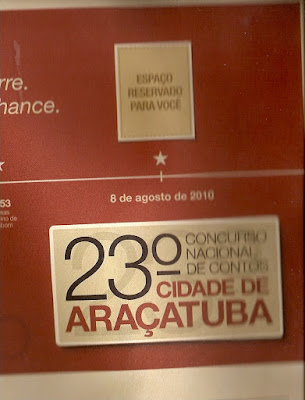 rre.
hance.
ESPAÇO
RESERVADO
PARA VOCÊ
53
8 de agosto de 2010
23º
CONCURSO
NACIONAL
DE CONTOS
CIDADE DE
ARAÇATUBA